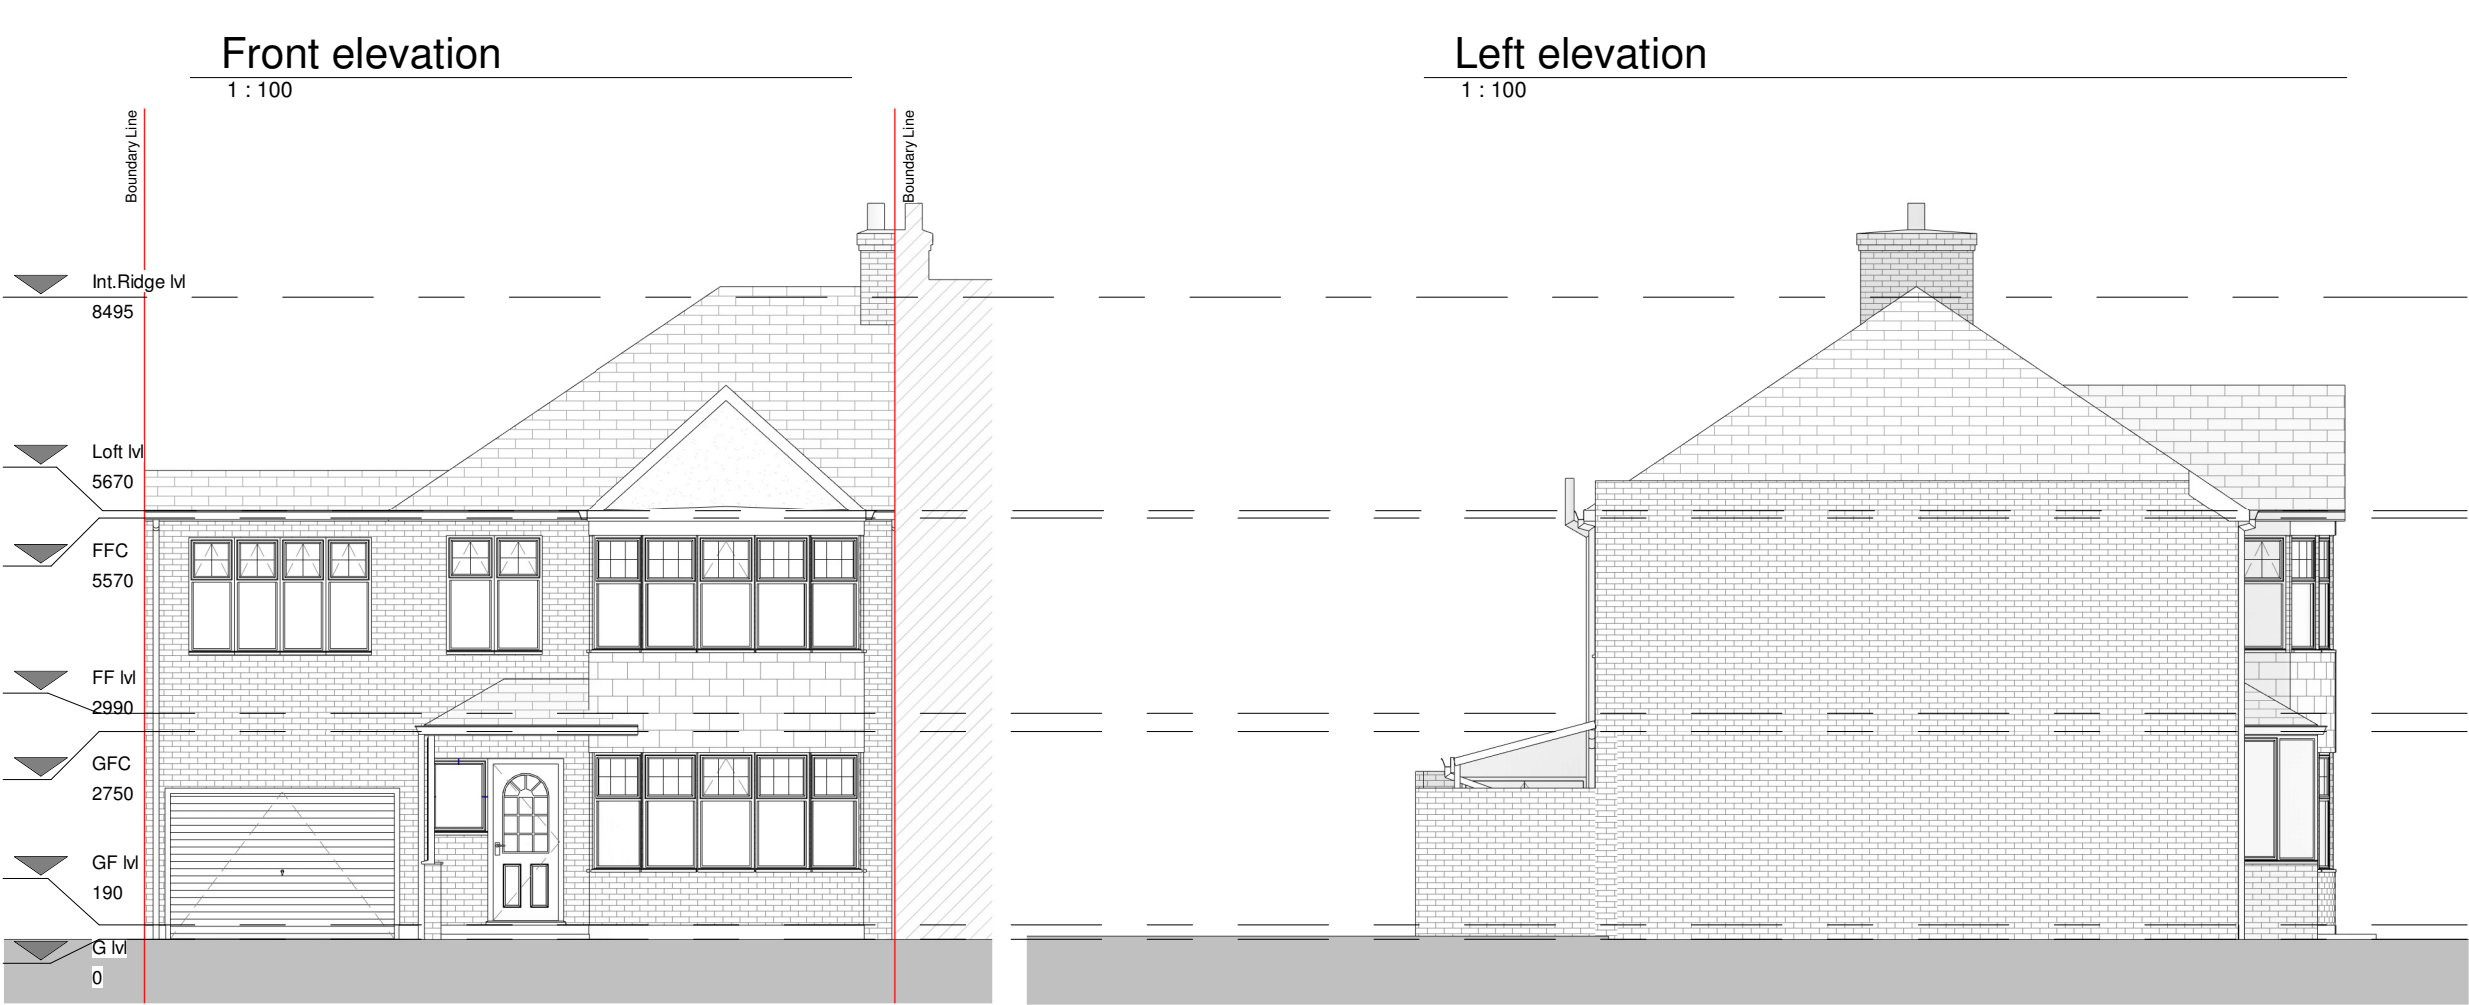 Front elevation
1 : 100
Left elevation
1 : 100
Boundary Line
Boundary Line
Int.Ridge lvl
8495
Loft lvl
5670
FFC
5570
FF lvl
2990
GFC
2750
GF lvl
190
G lvl
0